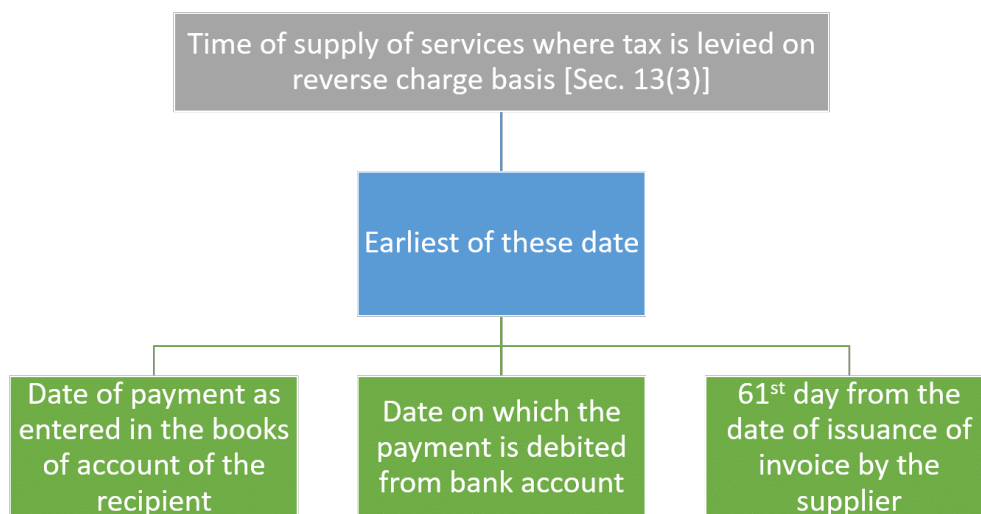 Time of supply of services where tax is levied on
reverse charge basis [Sec. 13(3)]
Earliest of these date
Date of payment as
entered in the books
of account of the
recipient
Date on which the
payment is debited
from bank account
61st day from the
date of issuance of
invoice by the
supplier